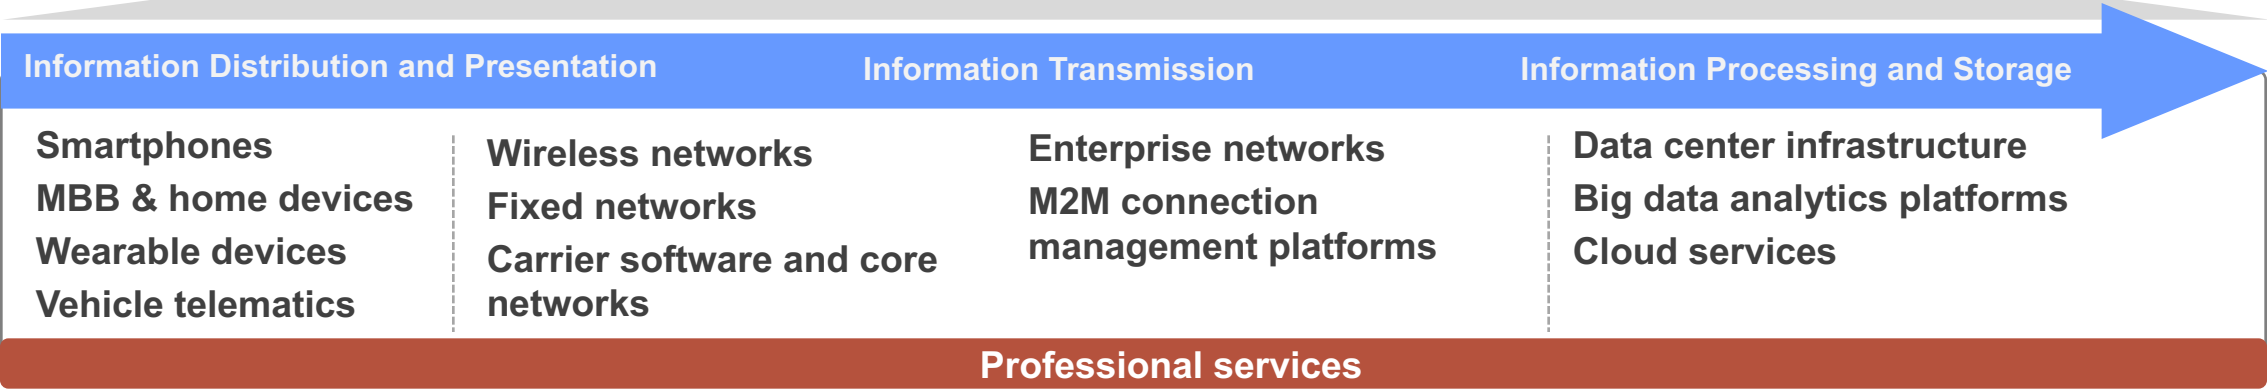 Information Distribution and Presentation
Information Transmission
Information Processing and Storage
Smartphones
MBB & home devices
Wearable devices
Vehicle telematics
Wireless networks
Fixed networks
Carrier software and core
networks
Enterprise networks
M2M connection
management platforms
Data center infrastructure
Big data analytics platforms
Cloud services
Professional services